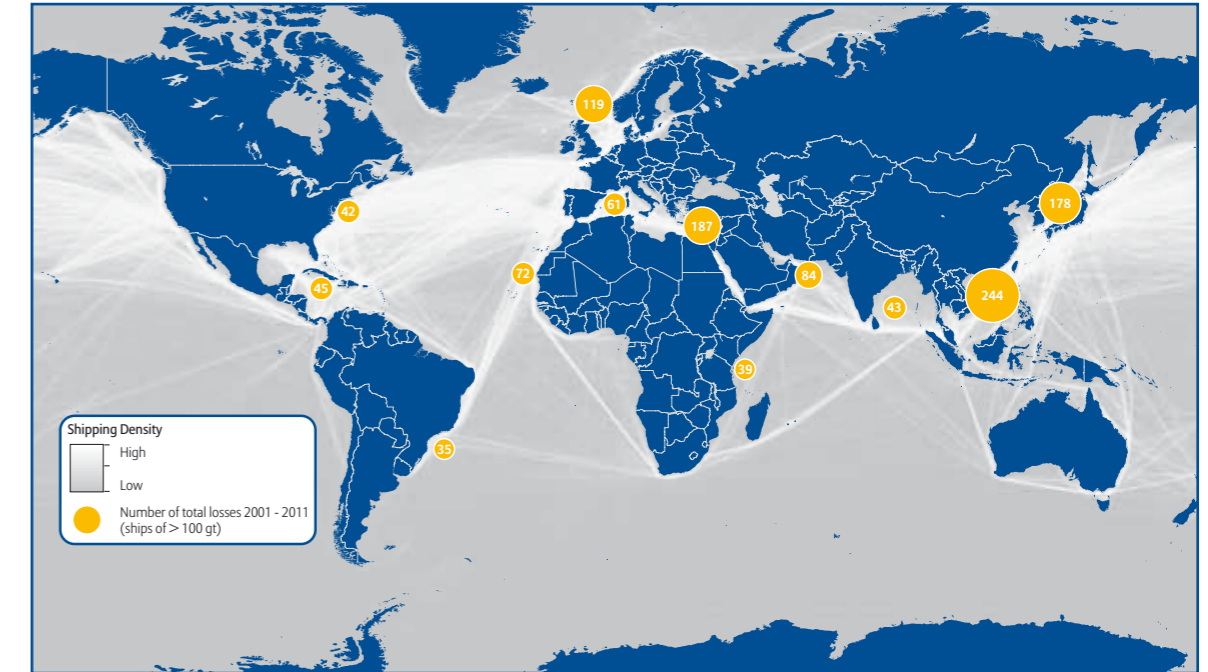 119
178
61
42
187
72
84
45
244
43
39
Shipping Density
High
Low
Number of total losses 2001 - 2011
(ships of > 100 gt)
35